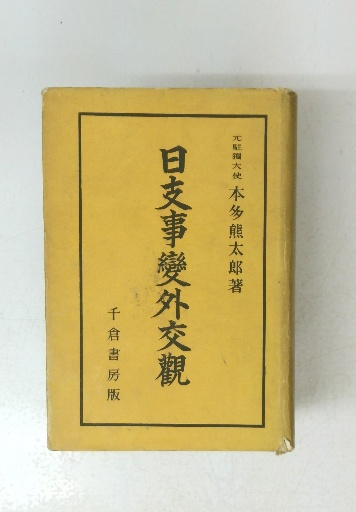 元駐獨大使 本多熊太郎著
日支事變外交觀
千倉書房版